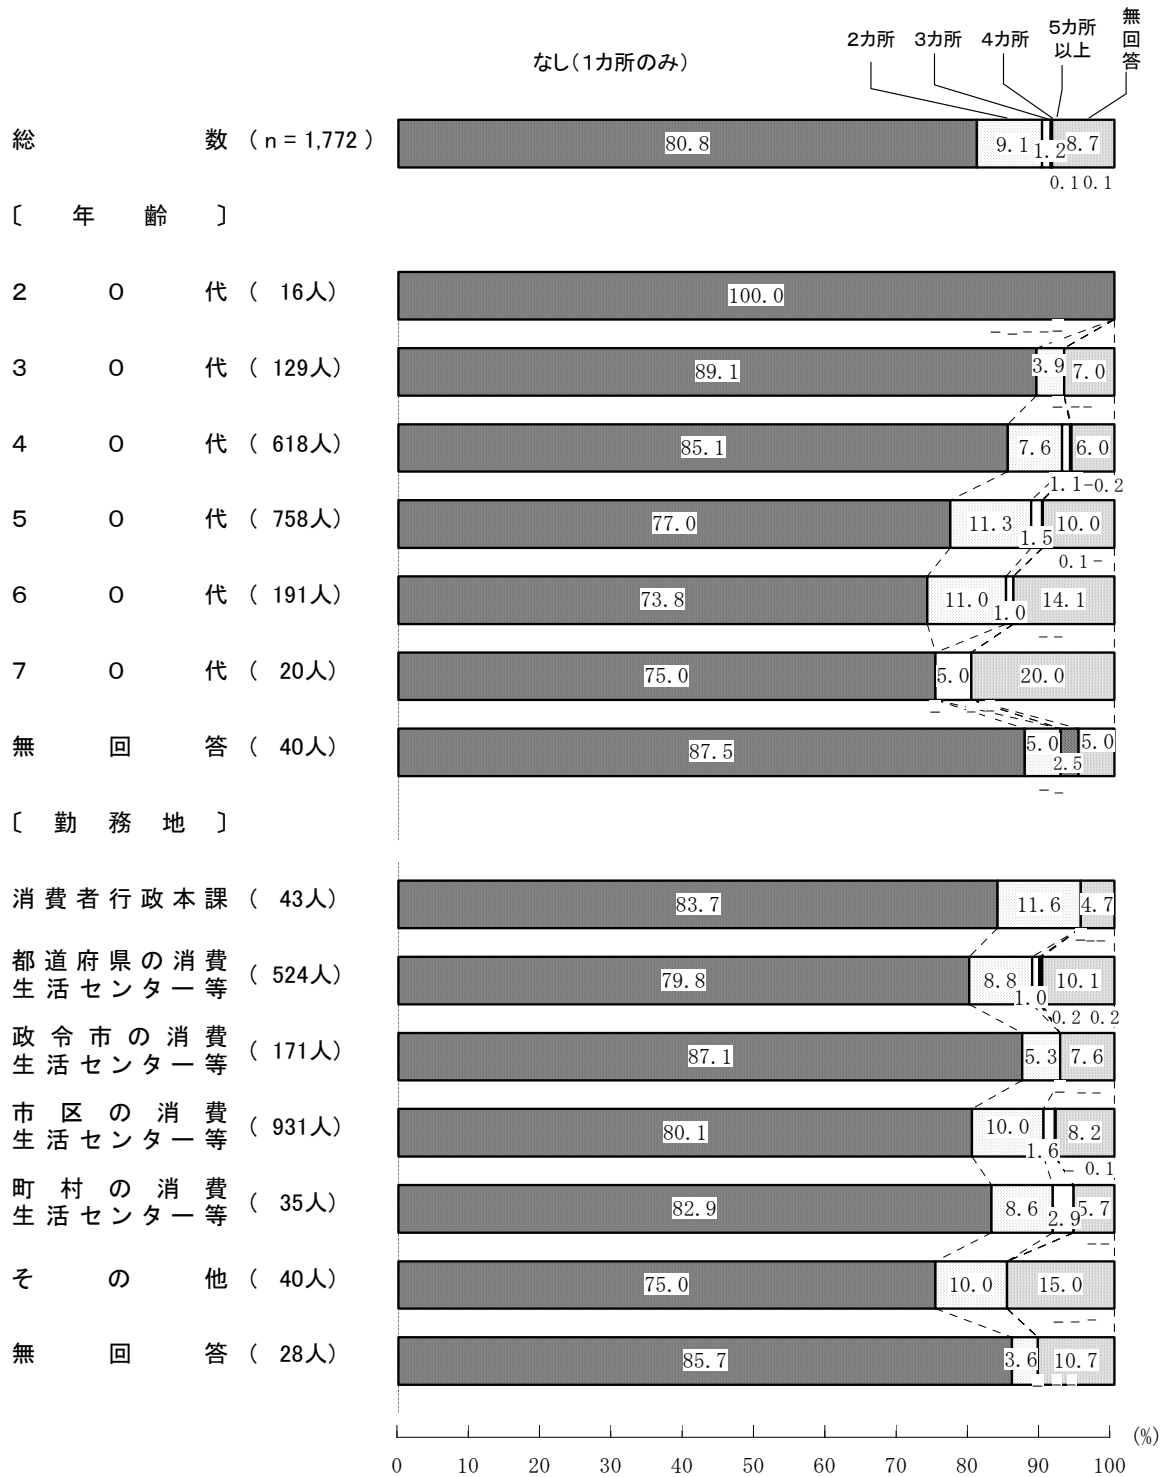 なし(1カ所のみ)
2カ所 3カ所 4カ所 5カ所以上 無回答
総数 ( n = 1,772 ) 80.8 9.1 1.2 8.7
0.1 0.1
〔 年 齢 〕
20代 ( 16人) 100.0
- - - - -
30代 ( 129人) 89.1 3.9 7.0
- - -
40代 ( 618人) 85.1 7.6 6.0
1.1 - 0.2
50代 ( 758人) 77.0 11.3 1.5 10.0
0.1 -
60代 ( 191人) 73.8 11.0 1.0 14.1
- -
70代 ( 20人) 75.0 5.0 20.0
- - -
無回答 ( 40人) 87.5 5.0 2.5 5.0
- -
〔 勤 務 地 〕
消費者行政本課 ( 43人) 83.7 11.6 4.7
- - -
都道府県の消費
生活センター等 ( 524人) 79.8 8.8 1.0 10.1
0.2 0.2
政令市の消費
生活センター等 ( 171人) 87.1 5.3 7.6
- - -
市区の消費
生活センター等 ( 931人) 80.1 10.0 1.6 8.2
- 0.1
町村の消費
生活センター等 ( 35人) 82.9 8.6 2.9 5.7
- -
その他 ( 40人) 75.0 10.0 15.0
- - -
無回答 ( 28人) 85.7 3.6 10.7
- - -
0 10 20 30 40 50 60 70 80 90 100 (%)